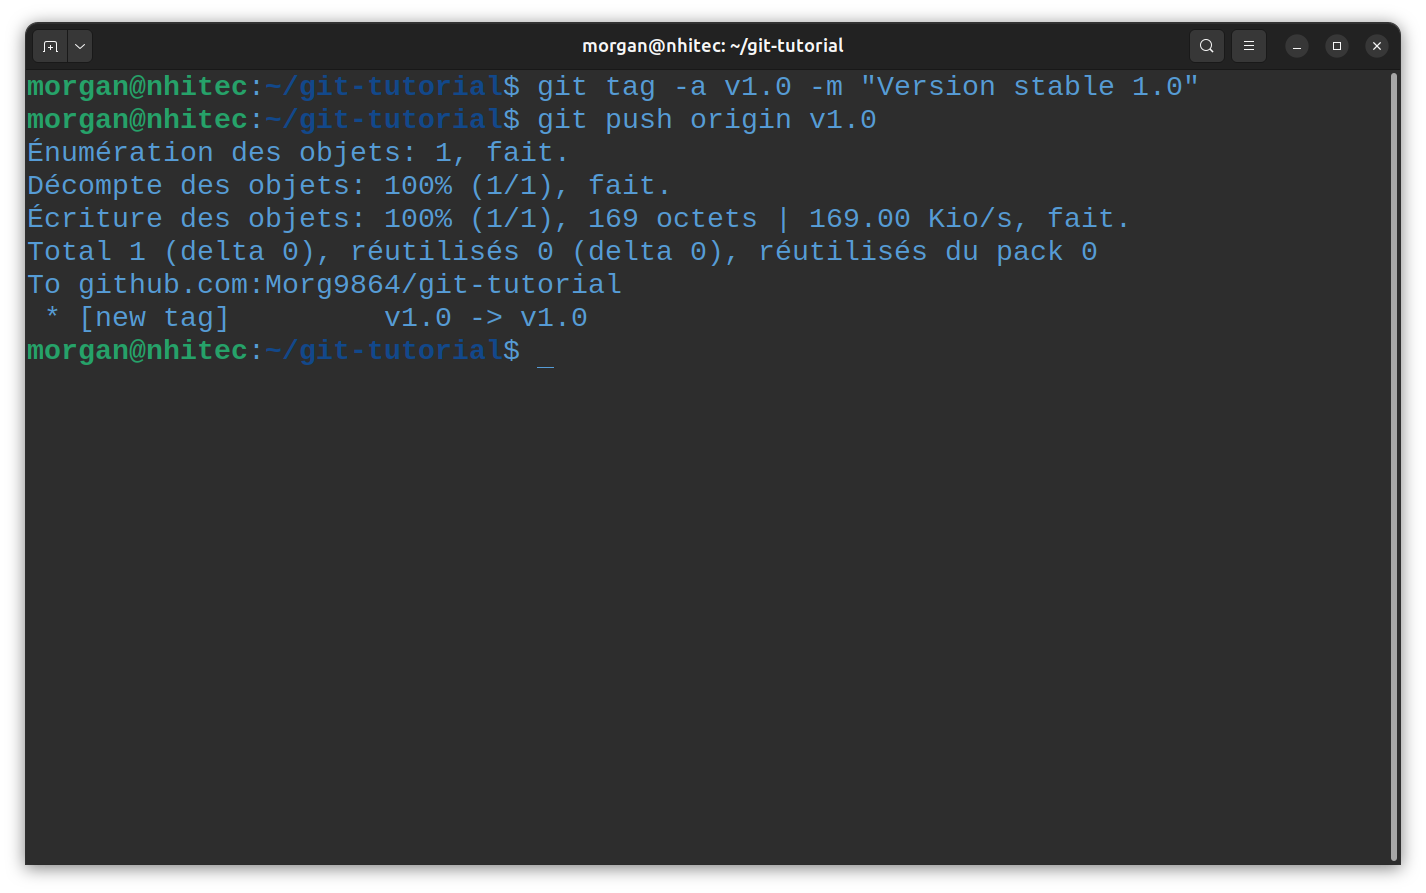 morgan@nhitec: ~/git-tutorial
morgan@nhitec:~/git-tutorial$ git tag -a v1.0 -m "Version stable 1.0"
morgan@nhitec:~/git-tutorial$ git push origin v1.0
Énumération des objets: 1, fait.
Décompte des objets: 100% (1/1), fait.
Écriture des objets: 100% (1/1), 169 octets | 169.00 Kio/s, fait.
Total 1 (delta 0), réutilisés 0 (delta 0), réutilisés du pack 0
To github.com:Morg9864/git-tutorial
 * [new tag]         v1.0 -> v1.0
morgan@nhitec:~/git-tutorial$ _